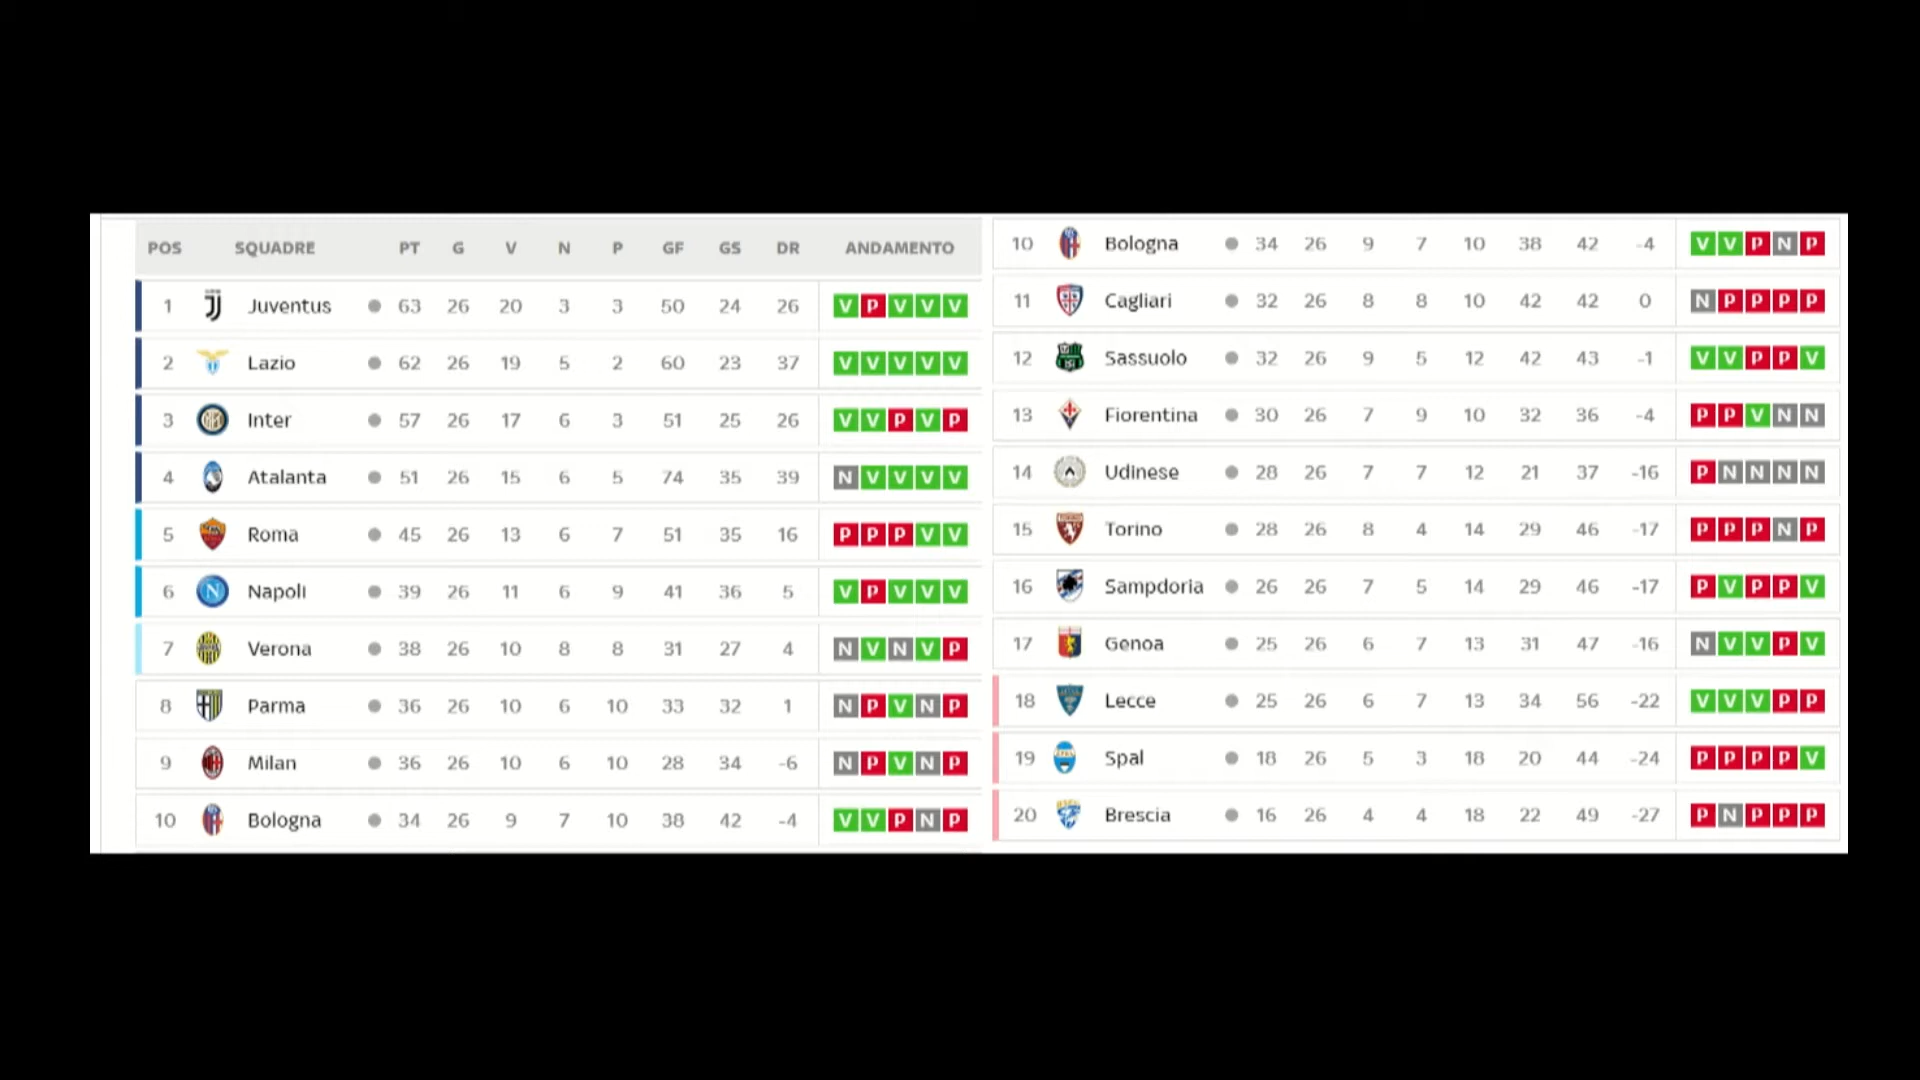 POS SQUADRE PT G V N P GF GS DR ANDAMENTO
1 Juventus 63 26 20 3 3 50 24 26 V P V V V
2 Lazio 62 26 19 5 2 60 23 37 V V V V V
3 Inter 57 26 17 6 3 51 25 26 V V P V P
4 Atalanta 51 26 15 6 5 74 35 39 N V V V V
5 Roma 45 26 13 6 7 51 35 16 P P P V V
6 Napoli 39 26 11 6 9 41 36 5 V P V V V
7 Verona 38 26 10 8 8 31 27 4 N V N V P
8 Parma 36 26 10 6 10 33 32 1 N P V N P
9 Milan 36 26 10 6 10 28 34 -6 N P V N P
10 Bologna 34 26 9 7 10 38 42 -4 V V P N P
10 Bologna 34 26 9 7 10 38 42 -4 V V P N P
11 Cagliari 32 26 8 8 10 42 42 0 N P P P P
12 Sassuolo 32 26 9 5 12 42 43 -1 V V P P V
13 Fiorentina 30 26 7 9 10 32 36 -4 P P V N N
14 Udinese 28 26 7 7 12 21 37 -16 P N N N N
15 Torino 28 26 8 4 14 29 46 -17 P P P N P
16 Sampdoria 26 26 7 5 14 29 46 -17 P V P P V
17 Genoa 25 26 6 7 13 31 47 -16 N V V P V
18 Lecce 25 26 6 7 13 34 56 -22 V V V P P
19 Spal 18 26 5 3 18 20 44 -24 P P P P V
20 Brescia 16 26 4 4 18 22 49 -27 P N P P P